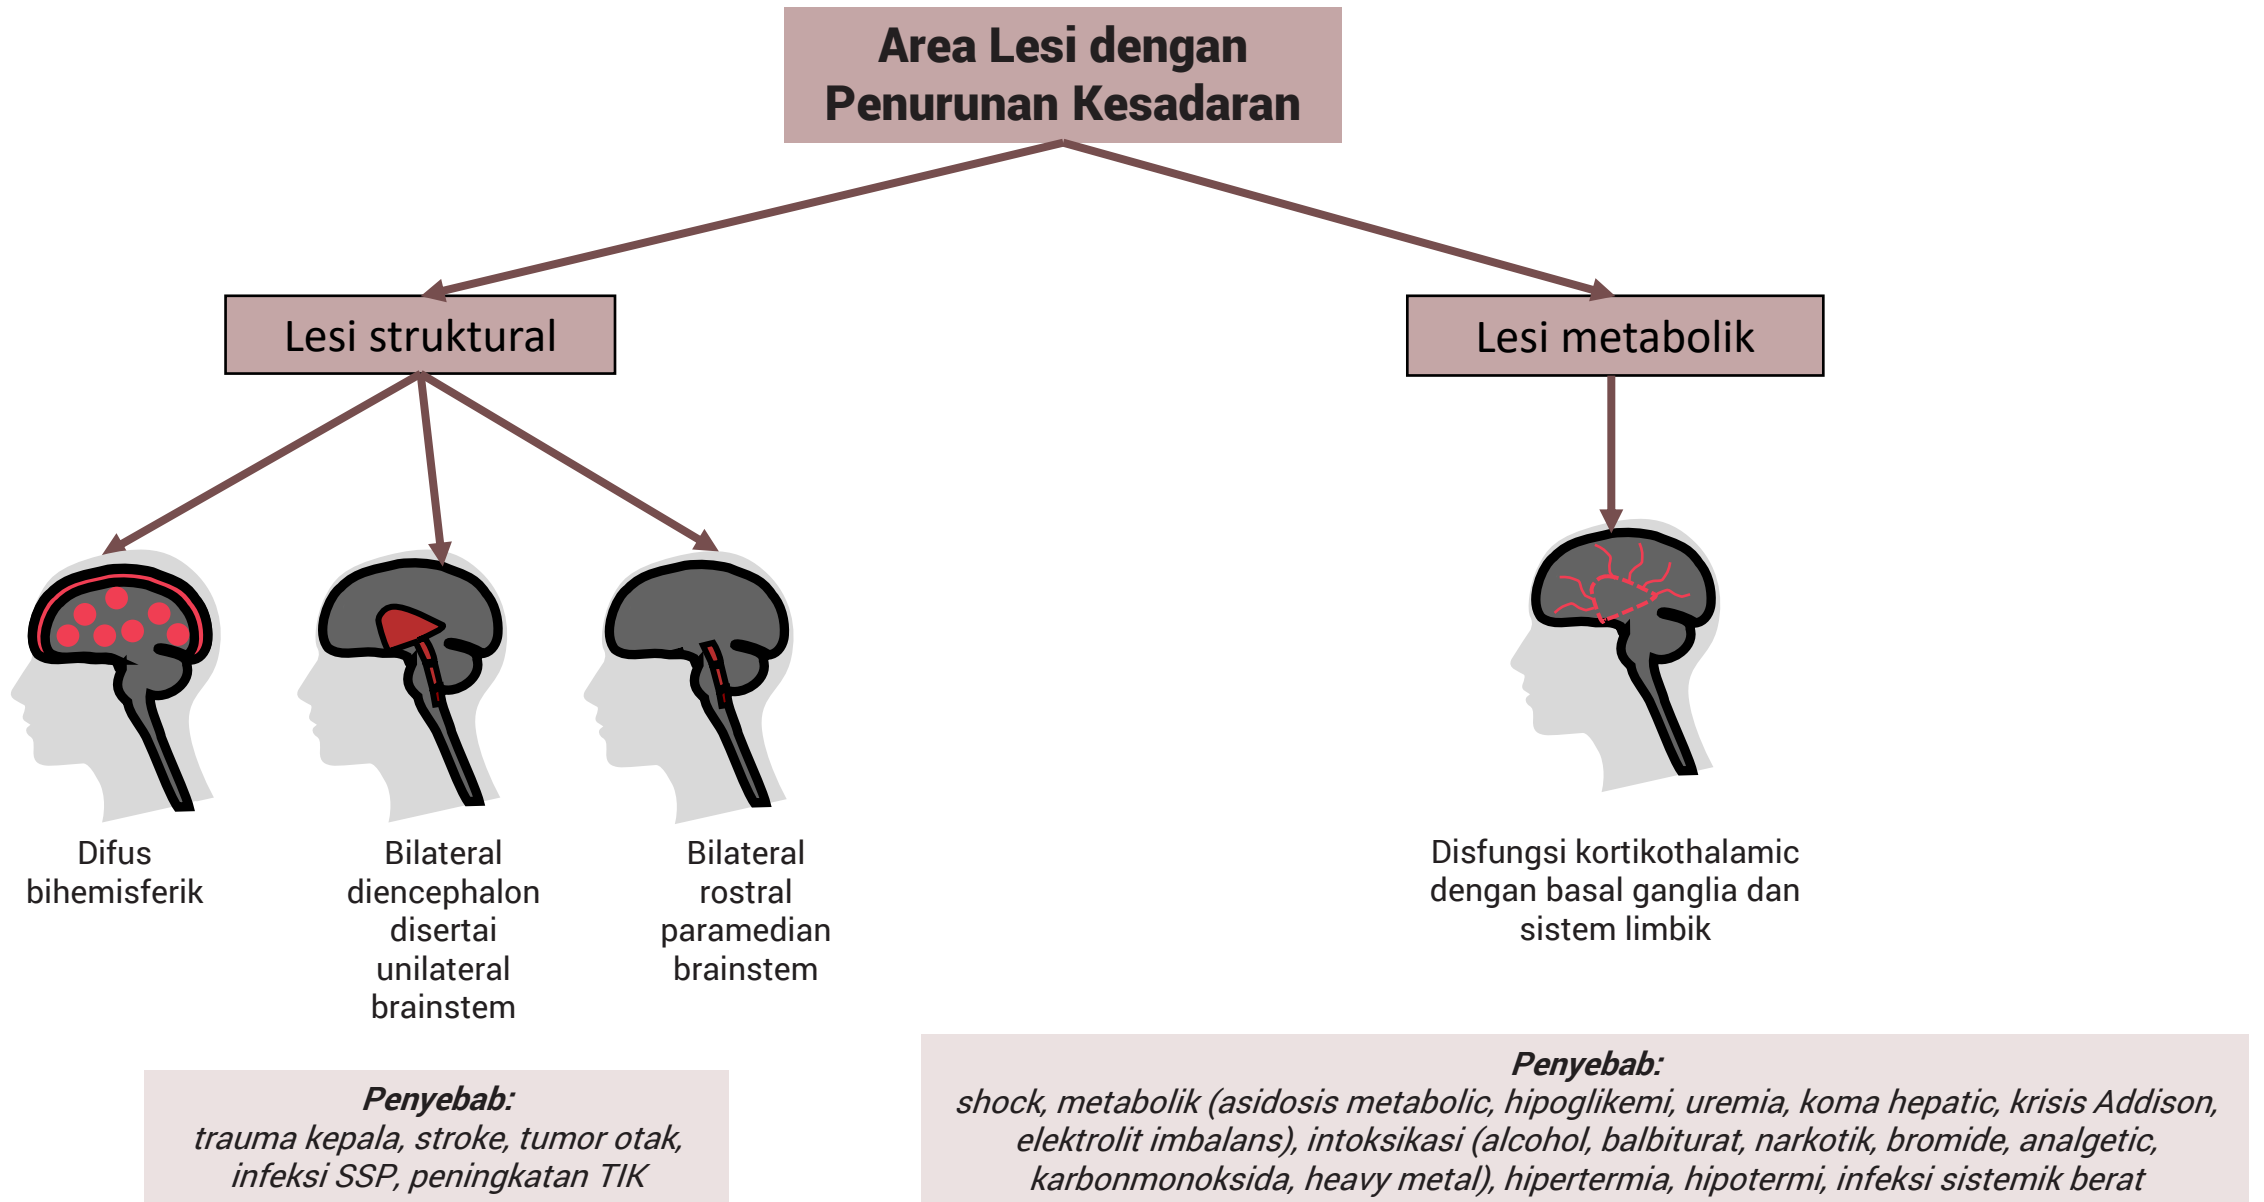 Area Lesi dengan
Penurunan Kesadaran
Lesi struktural
Lesi metabolik
Difus
bihemisferik
Bilateral
diencephalon
disertai
unilateral
brainstem
Bilateral
rostral
paramedian
brainstem
Disfungsi kortikothalamic
dengan basal ganglia dan
sistem limbik
Penyebab:
trauma kepala, stroke, tumor otak,
infeksi SSP, peningkatan TIK
Penyebab:
shock, metabolik (asidosis metabolic, hipoglikemi, uremia, koma hepatic, krisis Addison,
elektrolit imbalans), intoksikasi (alcohol, balbiturat, narkotik, bromide, analgetic,
karbonmonoksida, heavy metal), hipertermia, hipotermi, infeksi sistemik berat